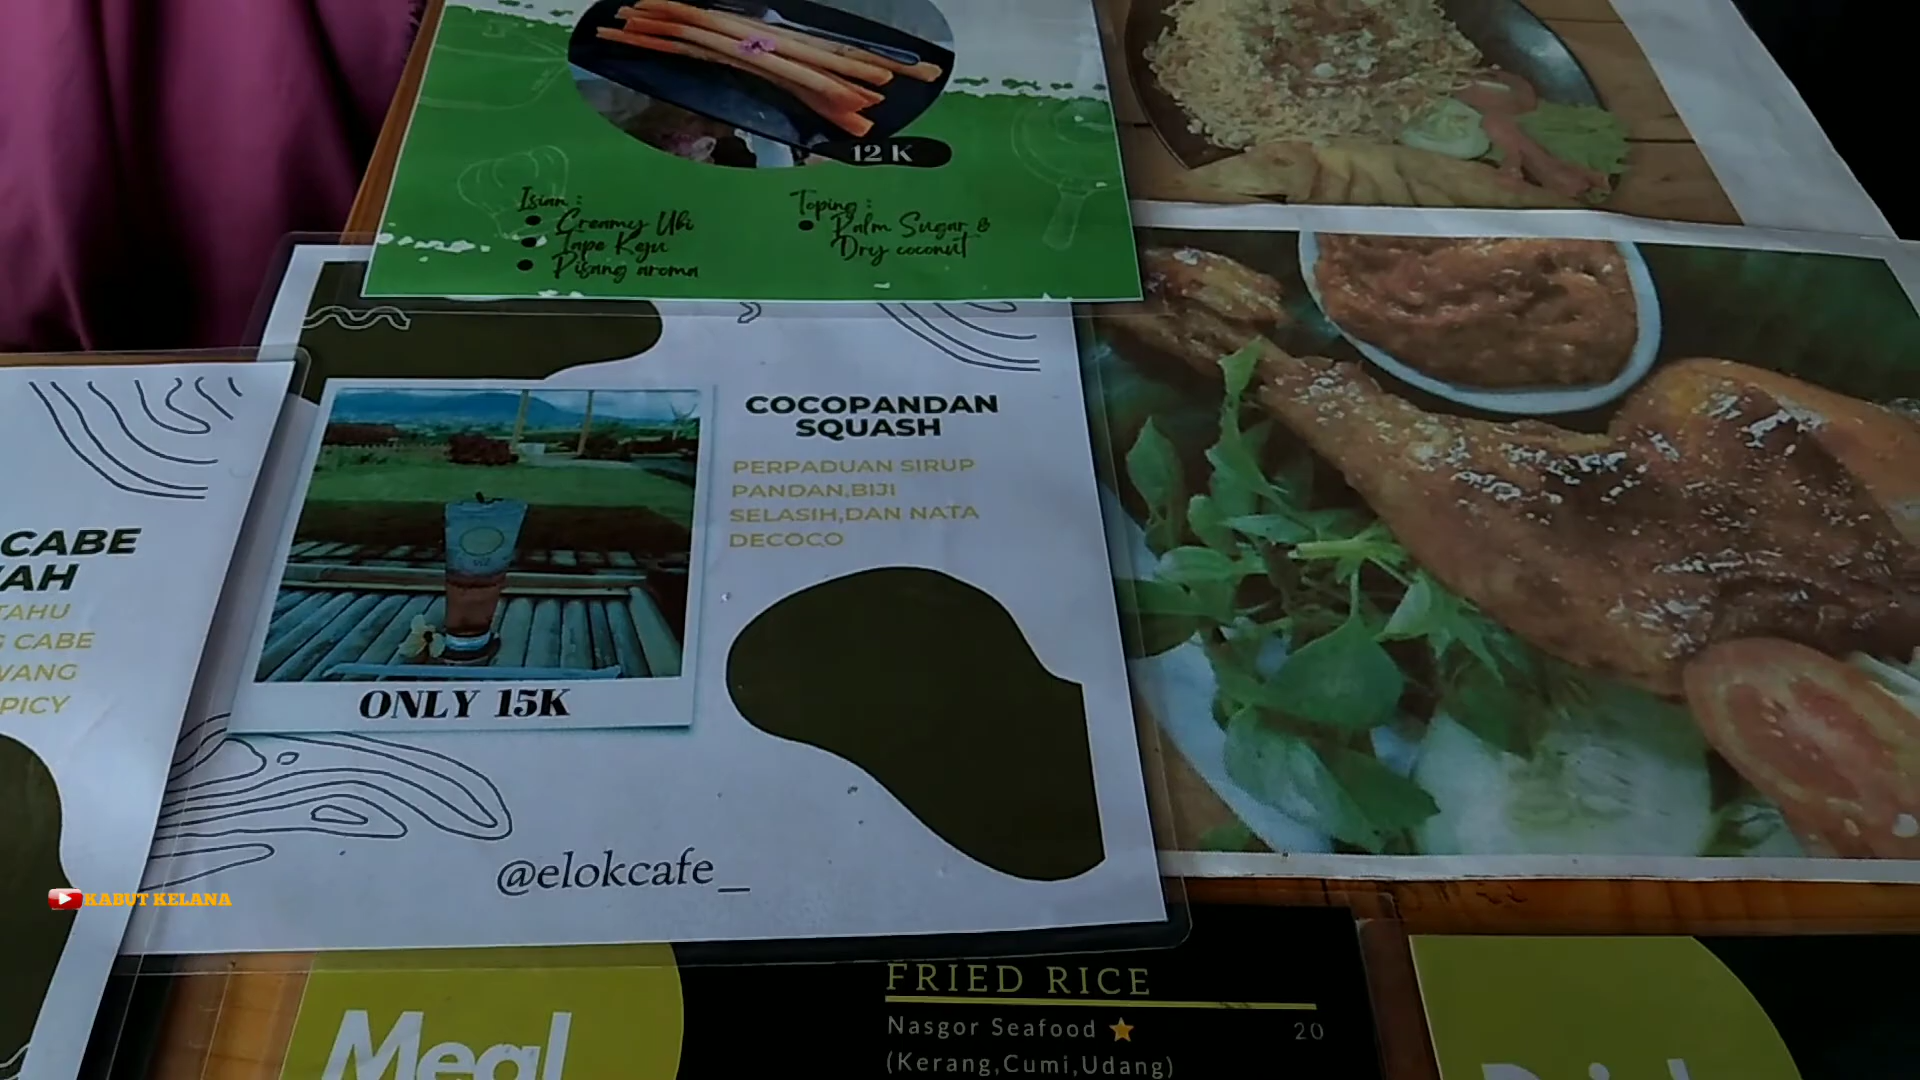 12 K
Isian :
Creamy Ubi
Tape Keju
Pisang aroma
Toping :
Palm Sugar &
Dry coconut
CABE
TAHU
CABE
PICY
COCOPANDAN
SQUASH
PERPADUAN SIRUP
PANDAN,BIJI
SELASIH,DAN NATA
DECOCO
ONLY 15K
@elokcafe_
KABUT KELANA
Meal
FRIED RICE
Nasgor Seafood 20
(Kerang,Cumi,Udang)